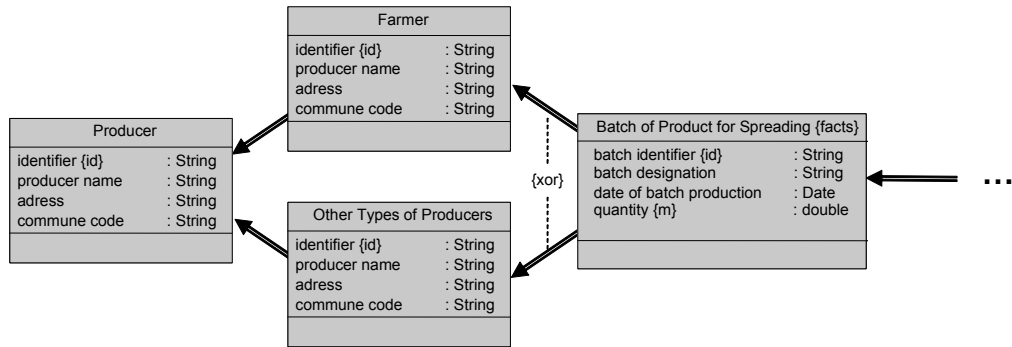 Farmer
identifier {id} : String
producer name : String
adress : String
commune code : String
Producer
identifier {id} : String
producer name : String
adress : String
commune code : String
{xor}
Other Types of Producers
identifier {id} : String
producer name : String
adress : String
commune code : String
Batch of Product for Spreading {facts}
batch identifier {id} : String
batch designation : String
date of batch production : Date
quantity {m} : double
...